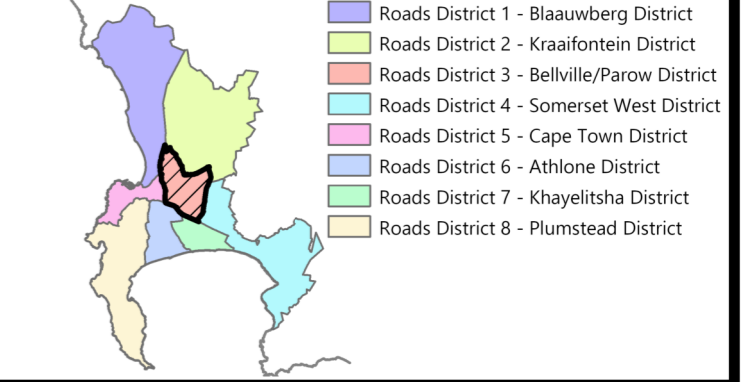 Roads District 1 - Blaauwberg District
Roads District 2 - Kraaifontein District
Roads District 3 - Bellville/Parow District
Roads District 4 - Somerset West District
Roads District 5 - Cape Town District
Roads District 6 - Athlone District
Roads District 7 - Khayelitsha District
Roads District 8 - Plumstead District